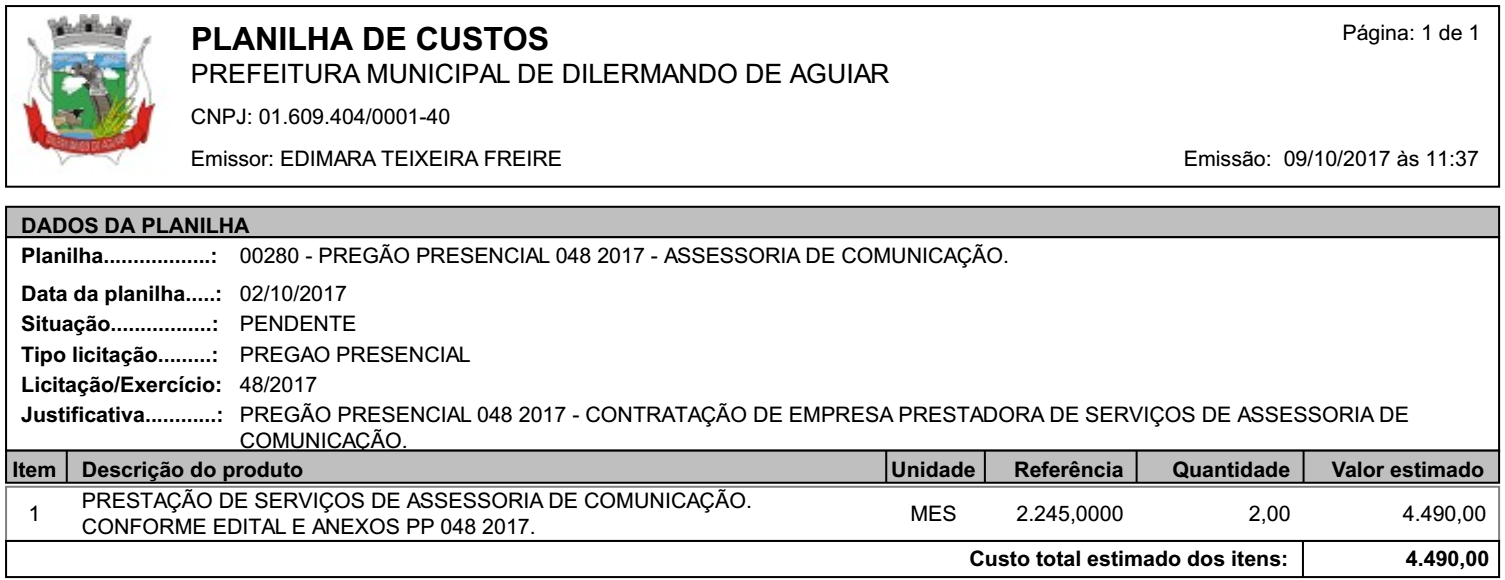 PLANILHA DE CUSTOS
Página: 1 de 1
PREFEITURA MUNICIPAL DE DILERMANDO DE AGUIAR
CNPJ: 01.609.404/0001-40
Emissor: EDIMARA TEIXEIRA FREIRE
Emissão: 09/10/2017 às 11:37
DILERMANDO DE AGUIAR
DADOS DA PLANILHA
Planilha..................: 00280 - PREGÃO PRESENCIAL 048 2017 - ASSESSORIA DE COMUNICAÇÃO.
Data da planilha.....: 02/10/2017
Situação.................: PENDENTE
Tipo licitação.........: PREGAO PRESENCIAL
Licitação/Exercício: 48/2017
Justificativa............: PREGÃO PRESENCIAL 048 2017 - CONTRATAÇÃO DE EMPRESA PRESTADORA DE SERVIÇOS DE ASSESSORIA DE
COMUNICAÇÃO.
Item Descrição do produto Unidade Referência Quantidade Valor estimado
1 PRESTAÇÃO DE SERVIÇOS DE ASSESSORIA DE COMUNICAÇÃO. MES 2.245,0000 2,00 4.490,00
CONFORME EDITAL E ANEXOS PP 048 2017.
Custo total estimado dos itens: 4.490,00